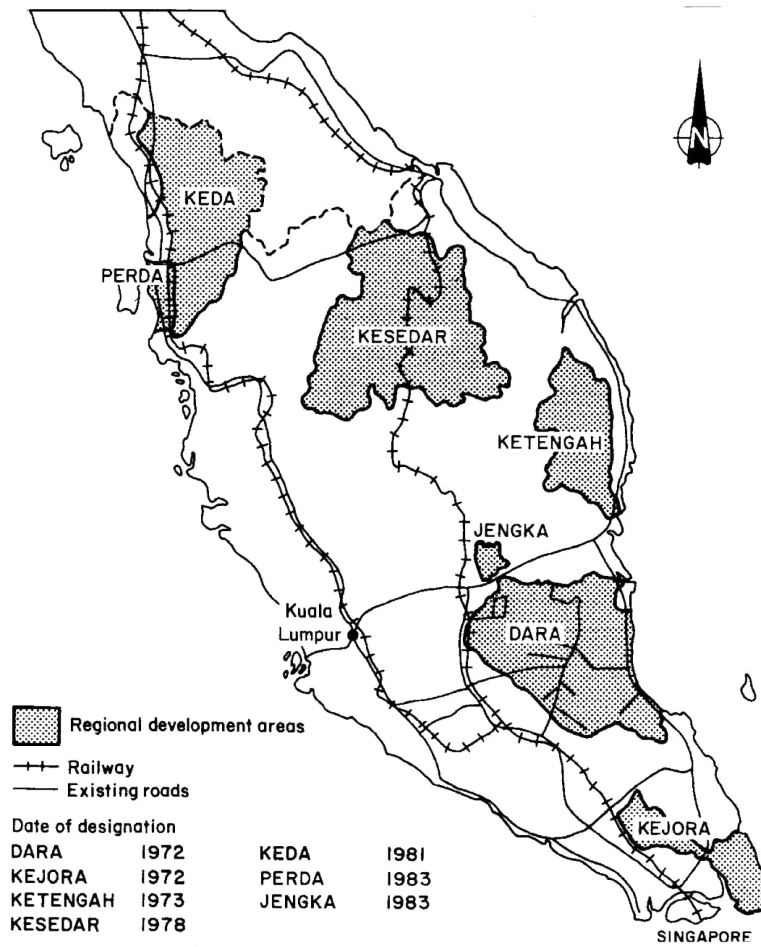 N
KEDA
PERDA
KESEDAR
KETENGAH
JENGKA
Kuala
Lumpur
DARA
Regional development areas
Railway
Existing roads
KEJORA
Date of designation
DARA 1972 KEDA 1981
KEJORA 1972 PERDA 1983
KETENGAH 1973 JENGKA 1983
KESEDAR 1978
SINGAPORE